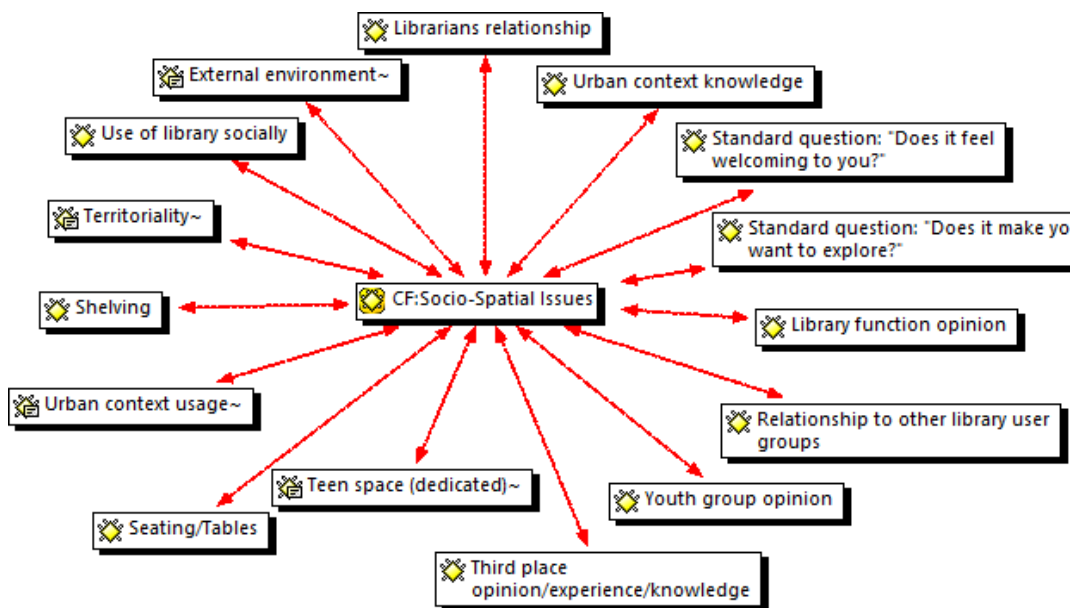 Librarians relationship
External environment~
Urban context knowledge
Use of library socially
Standard question: "Does it feel
welcoming to you?"
Territoriality~
Standard question: "Does it make yo
want to explore?"
CF:Socio-Spatial Issues
Shelving
Library function opinion
Urban context usage~
Relationship to other library user
groups
Teen space (dedicated)~
Youth group opinion
Seating/Tables
Third place
opinion/experience/knowledge